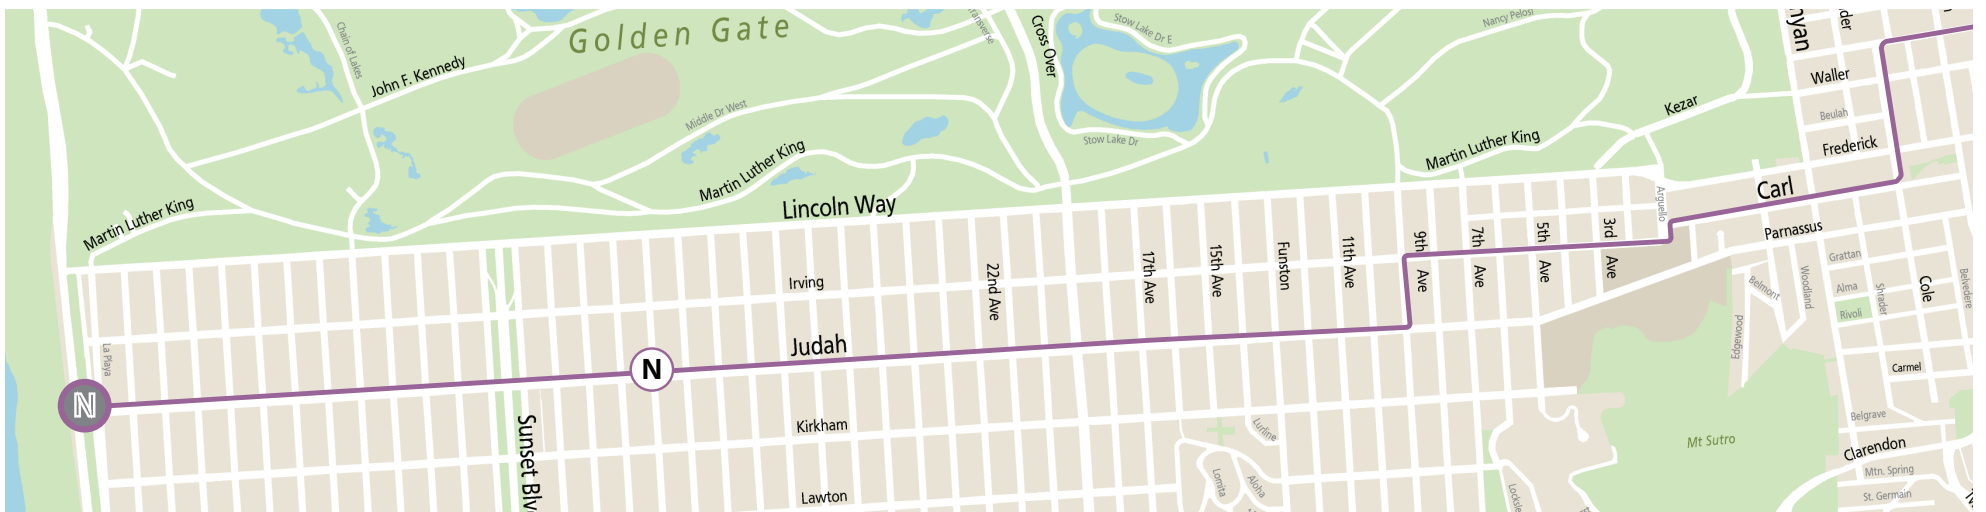 Golden Gate
Chain of Lakes
John F. Kennedy
Cross Over
Stow Lake Dr E
Nancy Pelosi
Waller
Beulah
Frederick
Kezar
Middle Dr West
Martin Luther King
Stow Lake Dr
Martin Luther King
Martin Luther King
Lincoln Way
Arguello
Carl
Parnassus
Irving
22nd Ave
17th Ave
15th Ave
Funston
11th Ave
9th Ave
7th Ave
5th Ave
3rd Ave
Grattan
Belmont
Woodland
Alma
Shrader
Cole
Belvedere
Rivoli
Edgewood
La Playa
Judah
N
N
Carmel
Kirkham
Lurline
Belgrave
Mt Sutro
Clarendon
Mtn. Spring
Lomita
Aloha
St. Germain
Lawton